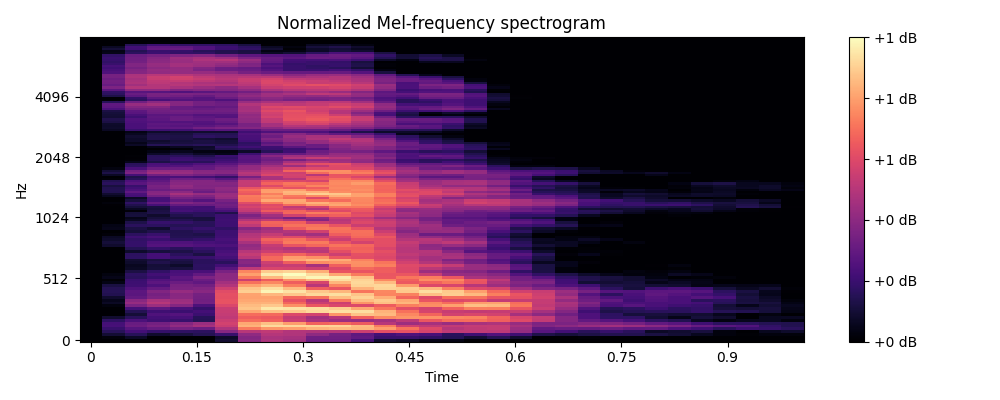 Normalized Mel-frequency spectrogram
Hz
4096
2048
1024
512
0
0 0.15 0.3 0.45 0.6 0.75 0.9
Time
+1 dB
+1 dB
+1 dB
+0 dB
+0 dB
+0 dB